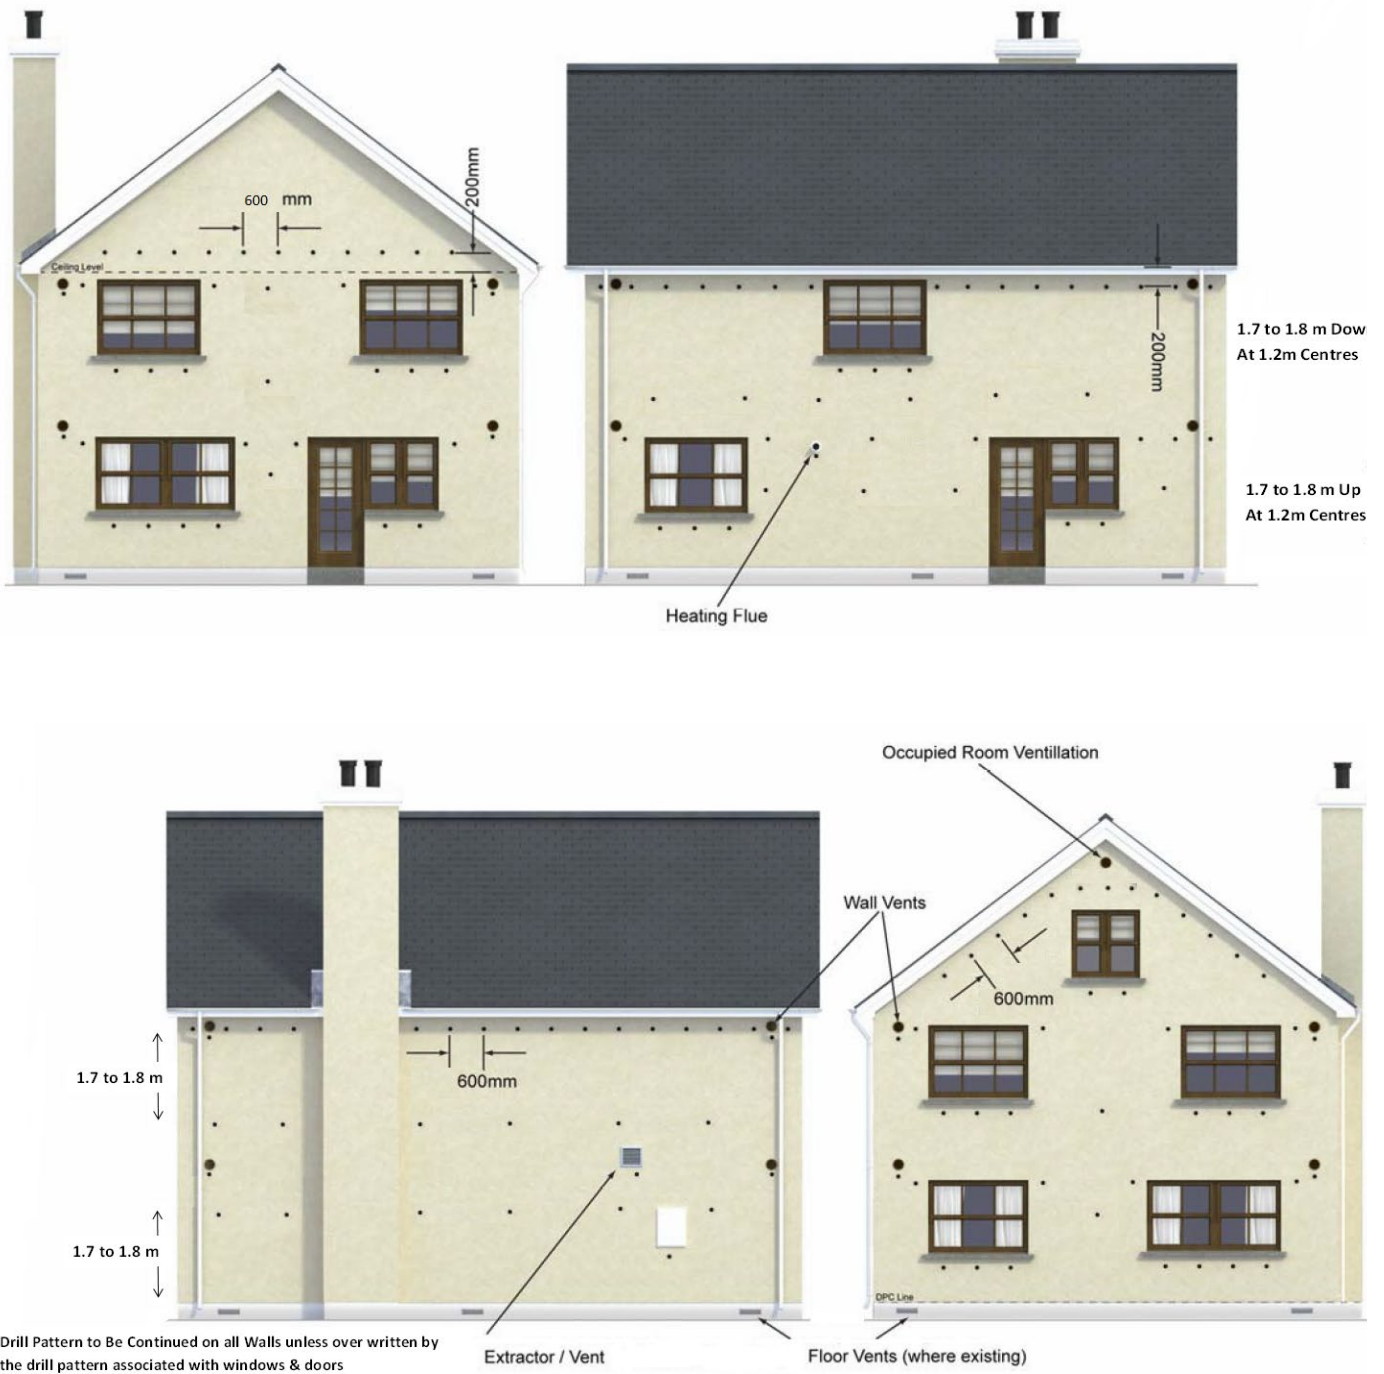 600 mm
200mm
Ceiling Level
200mm
1.7 to 1.8 m Dow
At 1.2m Centres
1.7 to 1.8 m Up
At 1.2m Centres
Heating Flue
Occupied Room Ventillation
Wall Vents
600mm
1.7 to 1.8 m
600mm
1.7 to 1.8 m
DPC Line
Drill Pattern to Be Continued on all Walls unless over written by
the drill pattern associated with windows & doors
Extractor / Vent
Floor Vents (where existing)